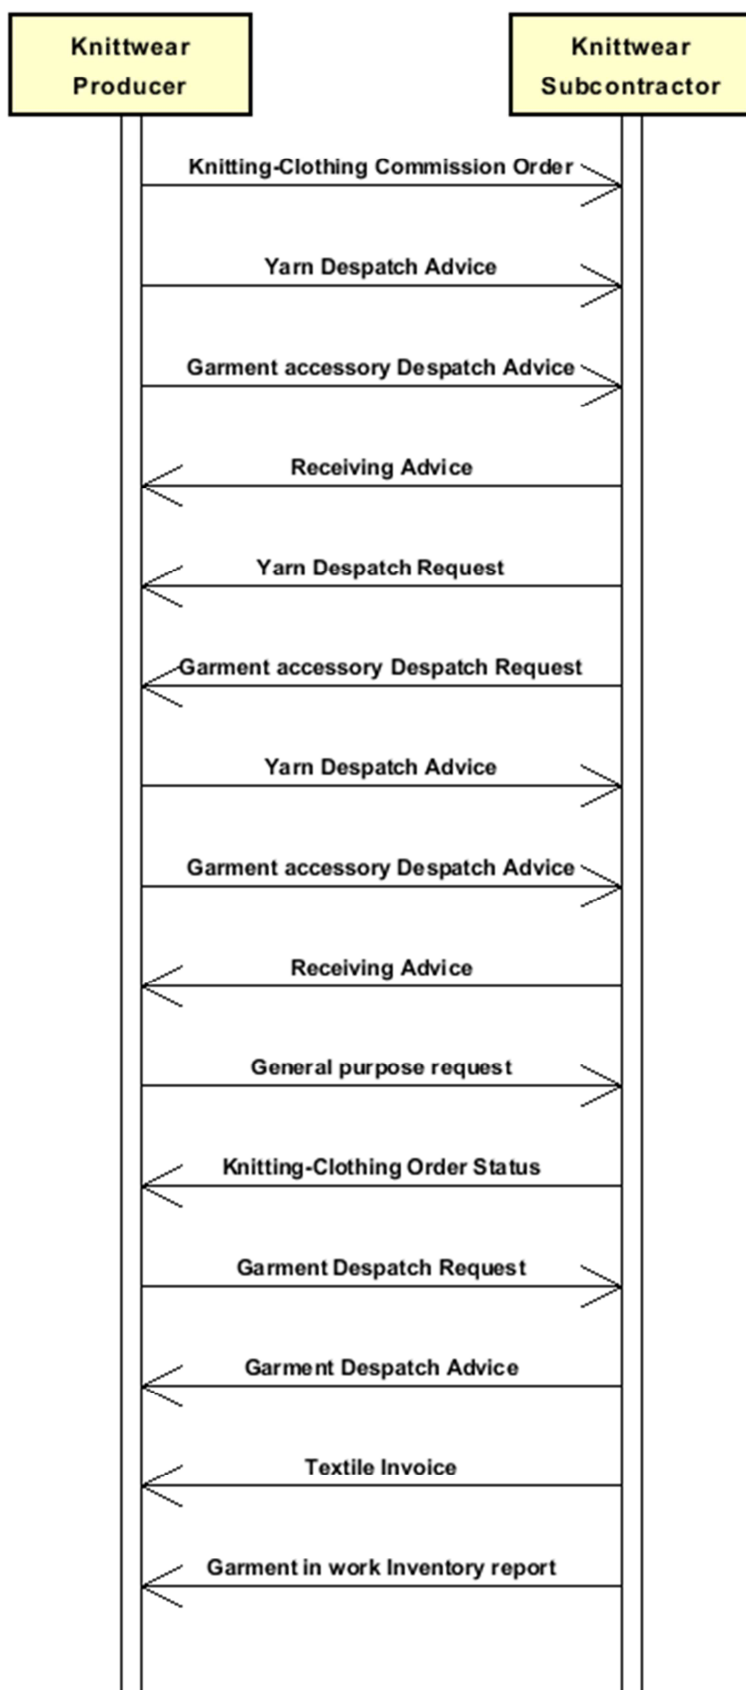 Knittwear
Producer
Knittwear
Subcontractor
Knitting-Clothing Commission Order
Yarn Despatch Advice
Garment accessory Despatch Advice
Receiving Advice
Yarn Despatch Request
Garment accessory Despatch Request
Yarn Despatch Advice
Garment accessory Despatch Advice
Receiving Advice
General purpose request
Knitting-Clothing Order Status
Garment Despatch Request
Garment Despatch Advice
Textile Invoice
Garment in work Inventory report